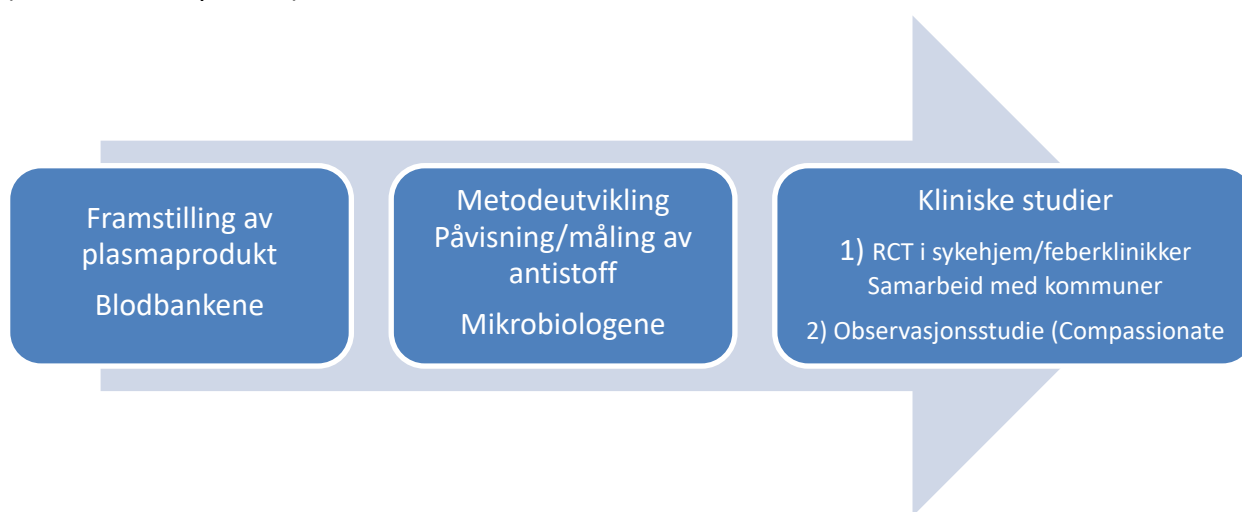 Framstilling av
plasmaprodukt
Blodbankene
Metodeutvikling
Påvisning/måling av
antistoff
Mikrobiologene
Kliniske studier
1) RCT i sykehjem/feberklinikker
Samarbeid med kommuner
2) Observasjonsstudie (Compassionate